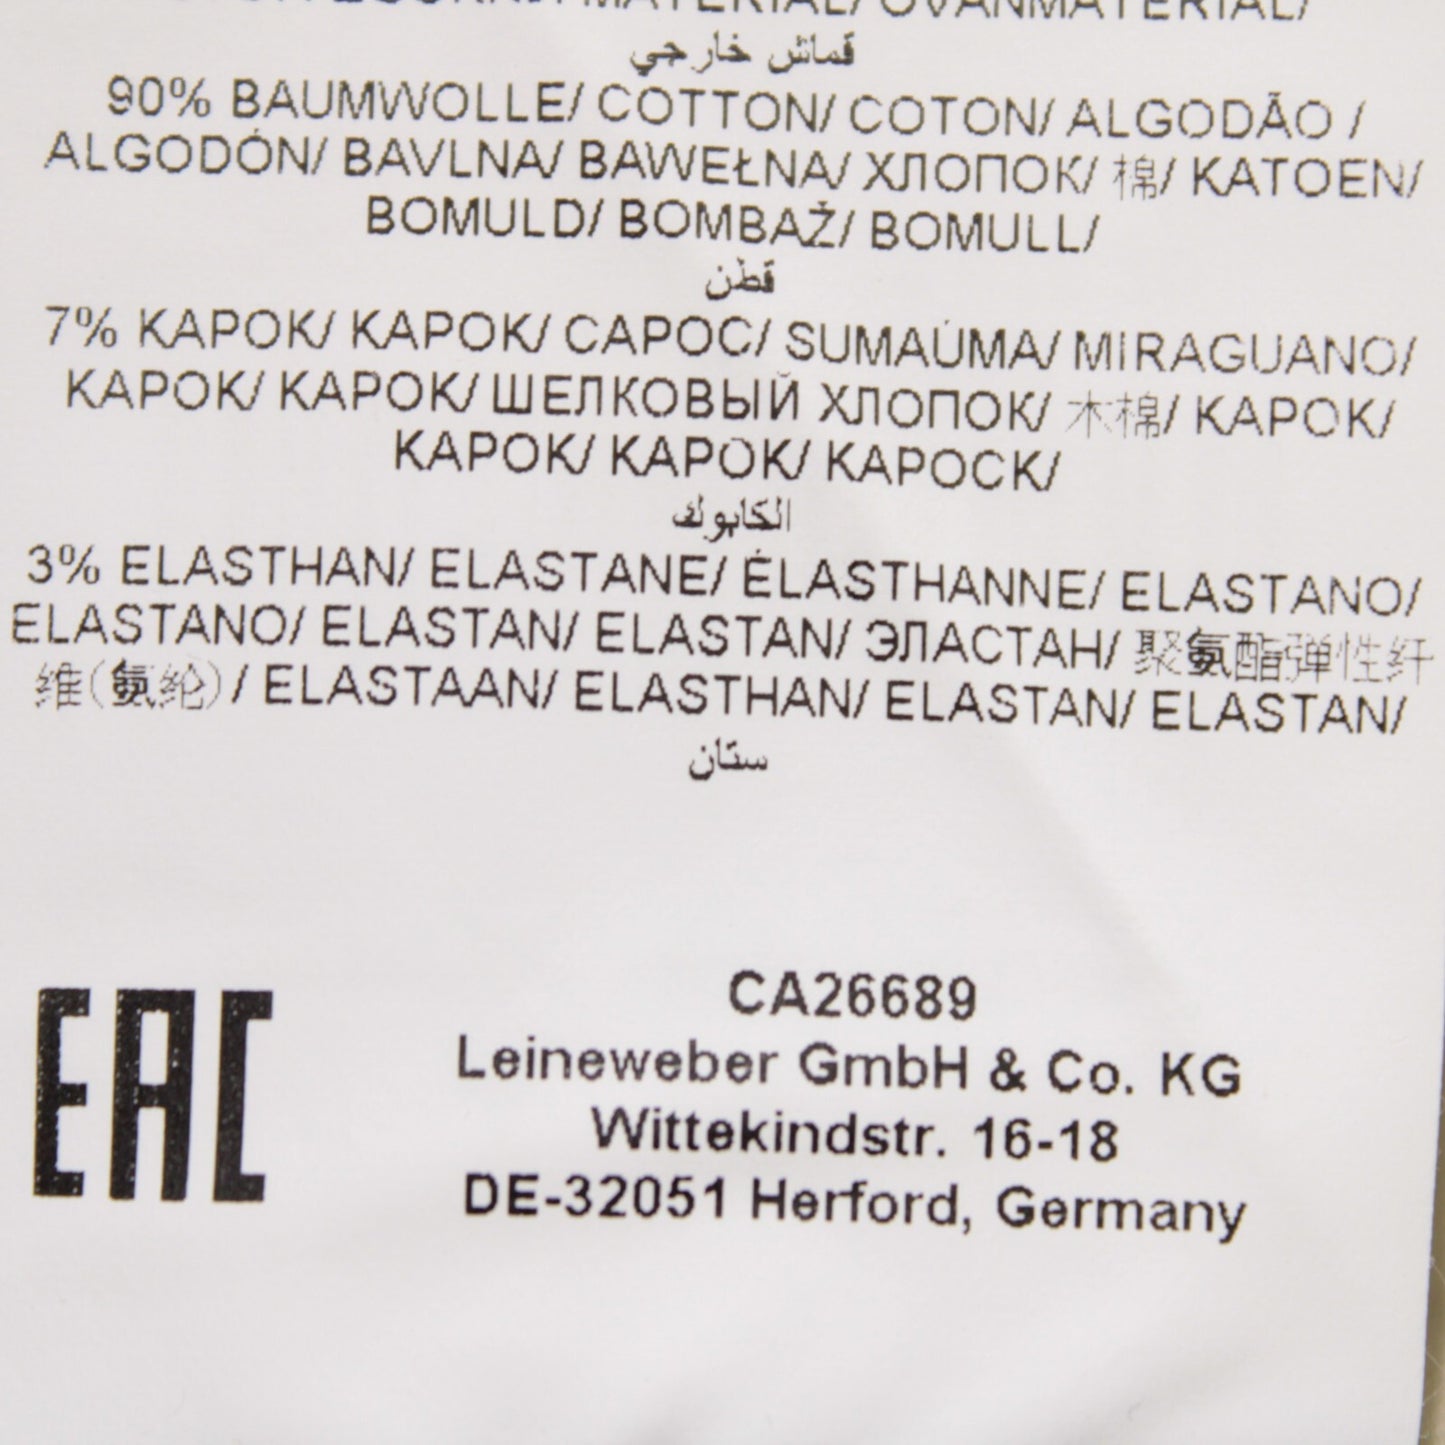 MATERIAL/ OVANMATERIAL/
قماش خارجي
90% BAUMWOLLE/ COTTON/ COTON/ ALGODÃO /
ALGODÓN/ BAVLNA/ BAWEŁNA/ ХЛОПОК/ 棉/ KATOEN/
BOMULD/ BOMBAŽ/ BOMULL/
قطن
7% KAPOK/ KAPOK/ CAPOC/ SUMAÚMA/ MIRAGUANO/
KAPOK/ KAPOK/ ШЕЛКОВЫЙ ХЛОПОК/ 木棉/ KAPOK/
KAPOK/ KAPOK/ KAPOCK/
الكابوك
3% ELASTHAN/ ELASTANE/ ÉLASTHANNE/ ELASTANO/
ELASTANO/ ELASTAN/ ELASTAN/ ЭЛАСТАН/ 聚氨酯弹性纤
维(氨纶)/ ELASTAAN/ ELASTHAN/ ELASTAN/ ELASTAN/
ستان
EAC
CA26689
Leineweber GmbH & Co. KG
Wittekindstr. 16-18
DE-32051 Herford, Germany